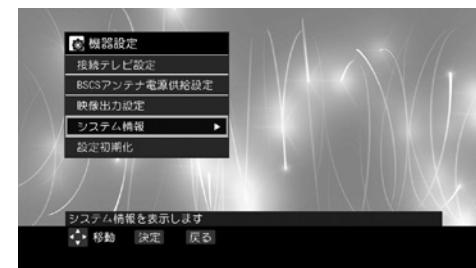 機器設定
接続テレビ設定
BSCSアンテナ電源供給設定
映像出力設定
システム情報
設定初期化
システム情報を表示します
移動 決定 戻る